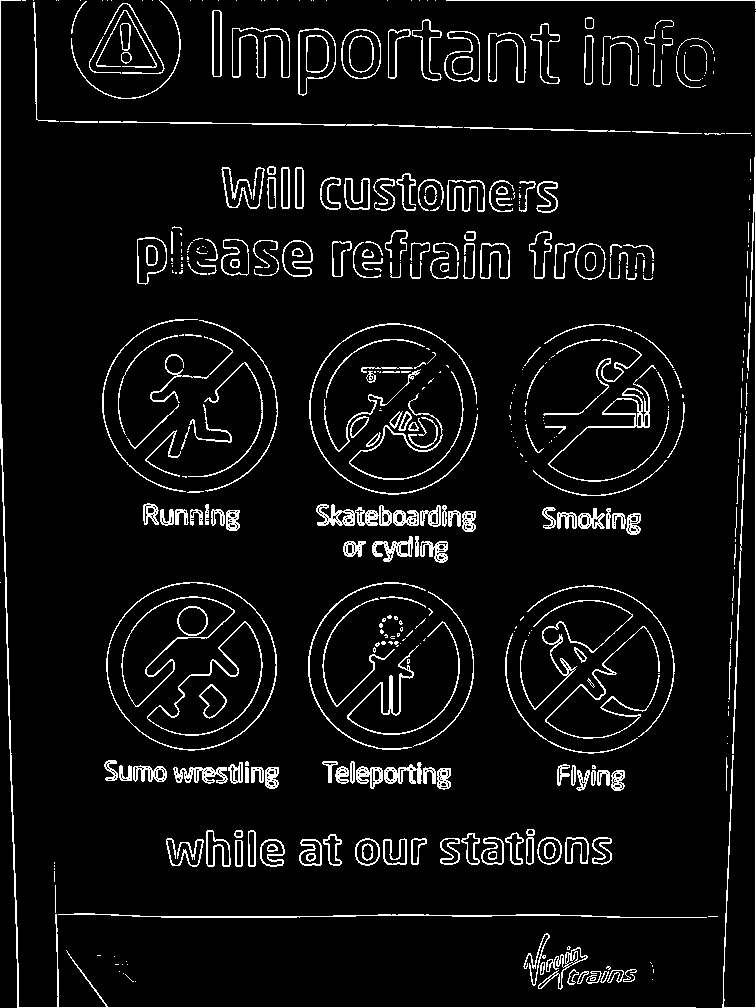 Important info
Will customers
please refrain from
Running
Skateboarding
or cycling
Smoking
Sumo wrestling
Teleporting
Flying
while at our stations
Virgin
trains